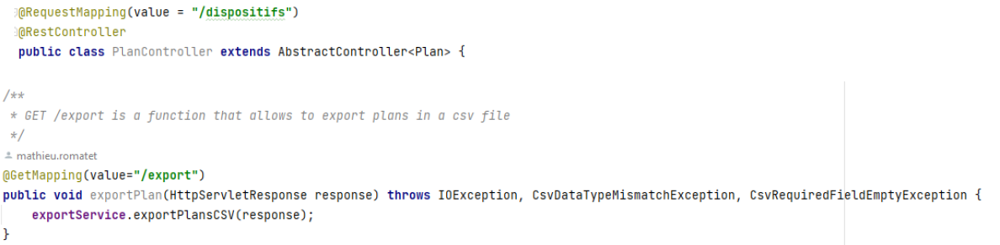 @RequestMapping(value = "/dispositifs")
@RestController
public class PlanController extends AbstractController<Plan> {
/**
* GET /export is a function that allows to export plans in a csv file
*/
mathieu.romatet
@GetMapping(value="/export")
public void exportPlan(HttpServletResponse response) throws IOException, CsvDataTypeMismatchException, CsvRequiredFieldEmptyException {
exportService.exportPlansCSV(response);
}